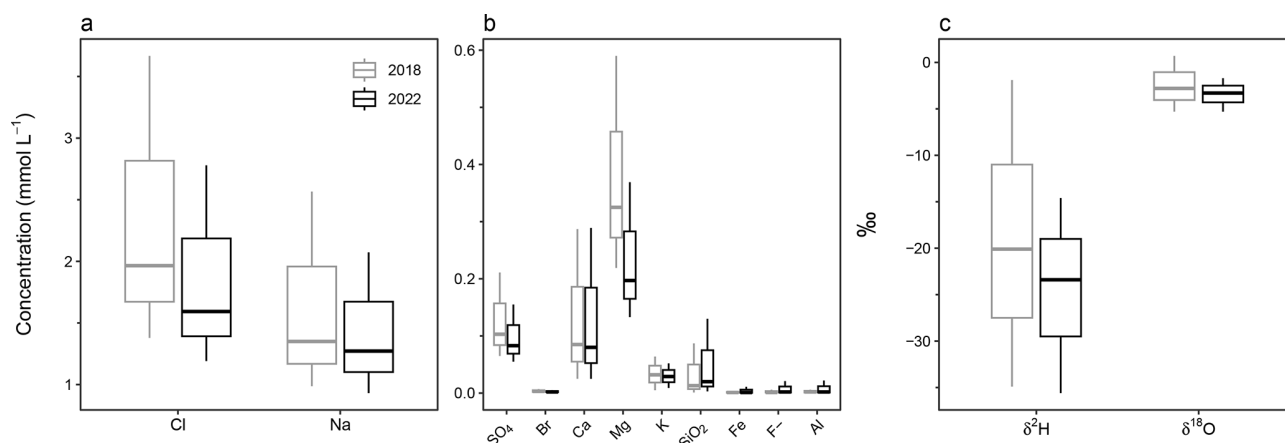 a
b
c
Concentration (mmol L⁻¹)
3
2
1
2018
2022
Cl
Na
0.6
0.4
0.2
0.0
SO₄
Br
Ca
Mg
K
SiO₂
Fe
F−
Al
‰
0
−10
−20
−30
δ²H
δ¹⁸O